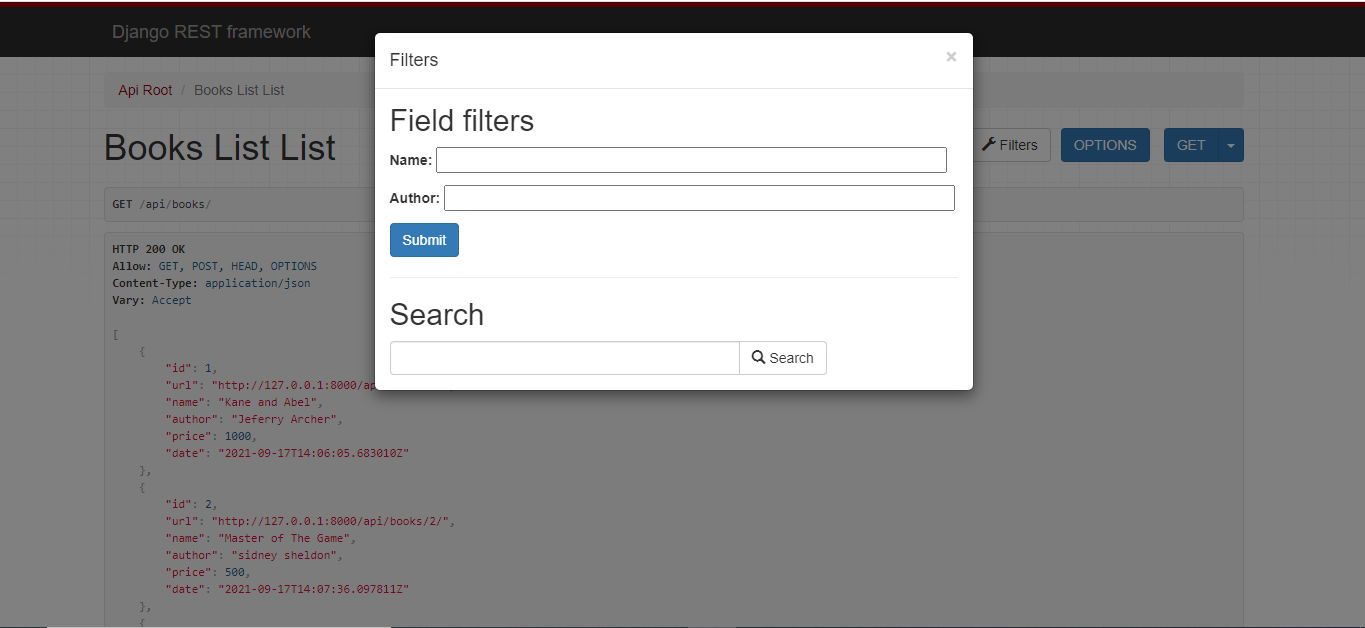 Django REST framework
Filters
×
Api Root / Books List List
Field filters
Books List List
Filters
OPTIONS
GET
Name:
Author:
GET /api/books/
Submit
HTTP 200 OK
Allow: GET, POST, HEAD, OPTIONS
Content-Type: application/json
Vary: Accept
Search
Search
[
{
"id": 1,
"url": "http://127.0.0.1:8000/ap
"name": "Kane and Abel",
"author": "Jeferry Archer",
"price": 1000,
"date": "2021-09-17T14:06:05.683010Z"
},
{
"id": 2,
"url": "http://127.0.0.1:8000/api/books/2/",
"name": "Master of The Game",
"author": "sidney sheldon",
"price": 500,
"date": "2021-09-17T14:07:36.097811Z"
},
{